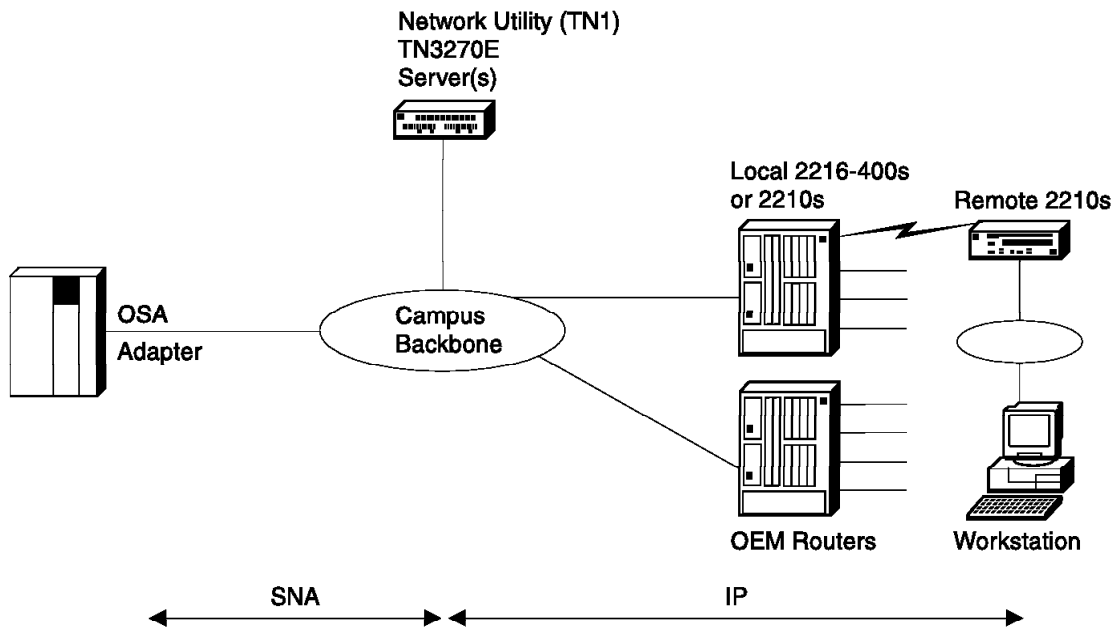 Network Utility (TN1)
TN3270E
Server(s)
Local 2216-400s
or 2210s
Remote 2210s
OSA
Adapter
Campus
Backbone
OEM Routers
Workstation
SNA
IP